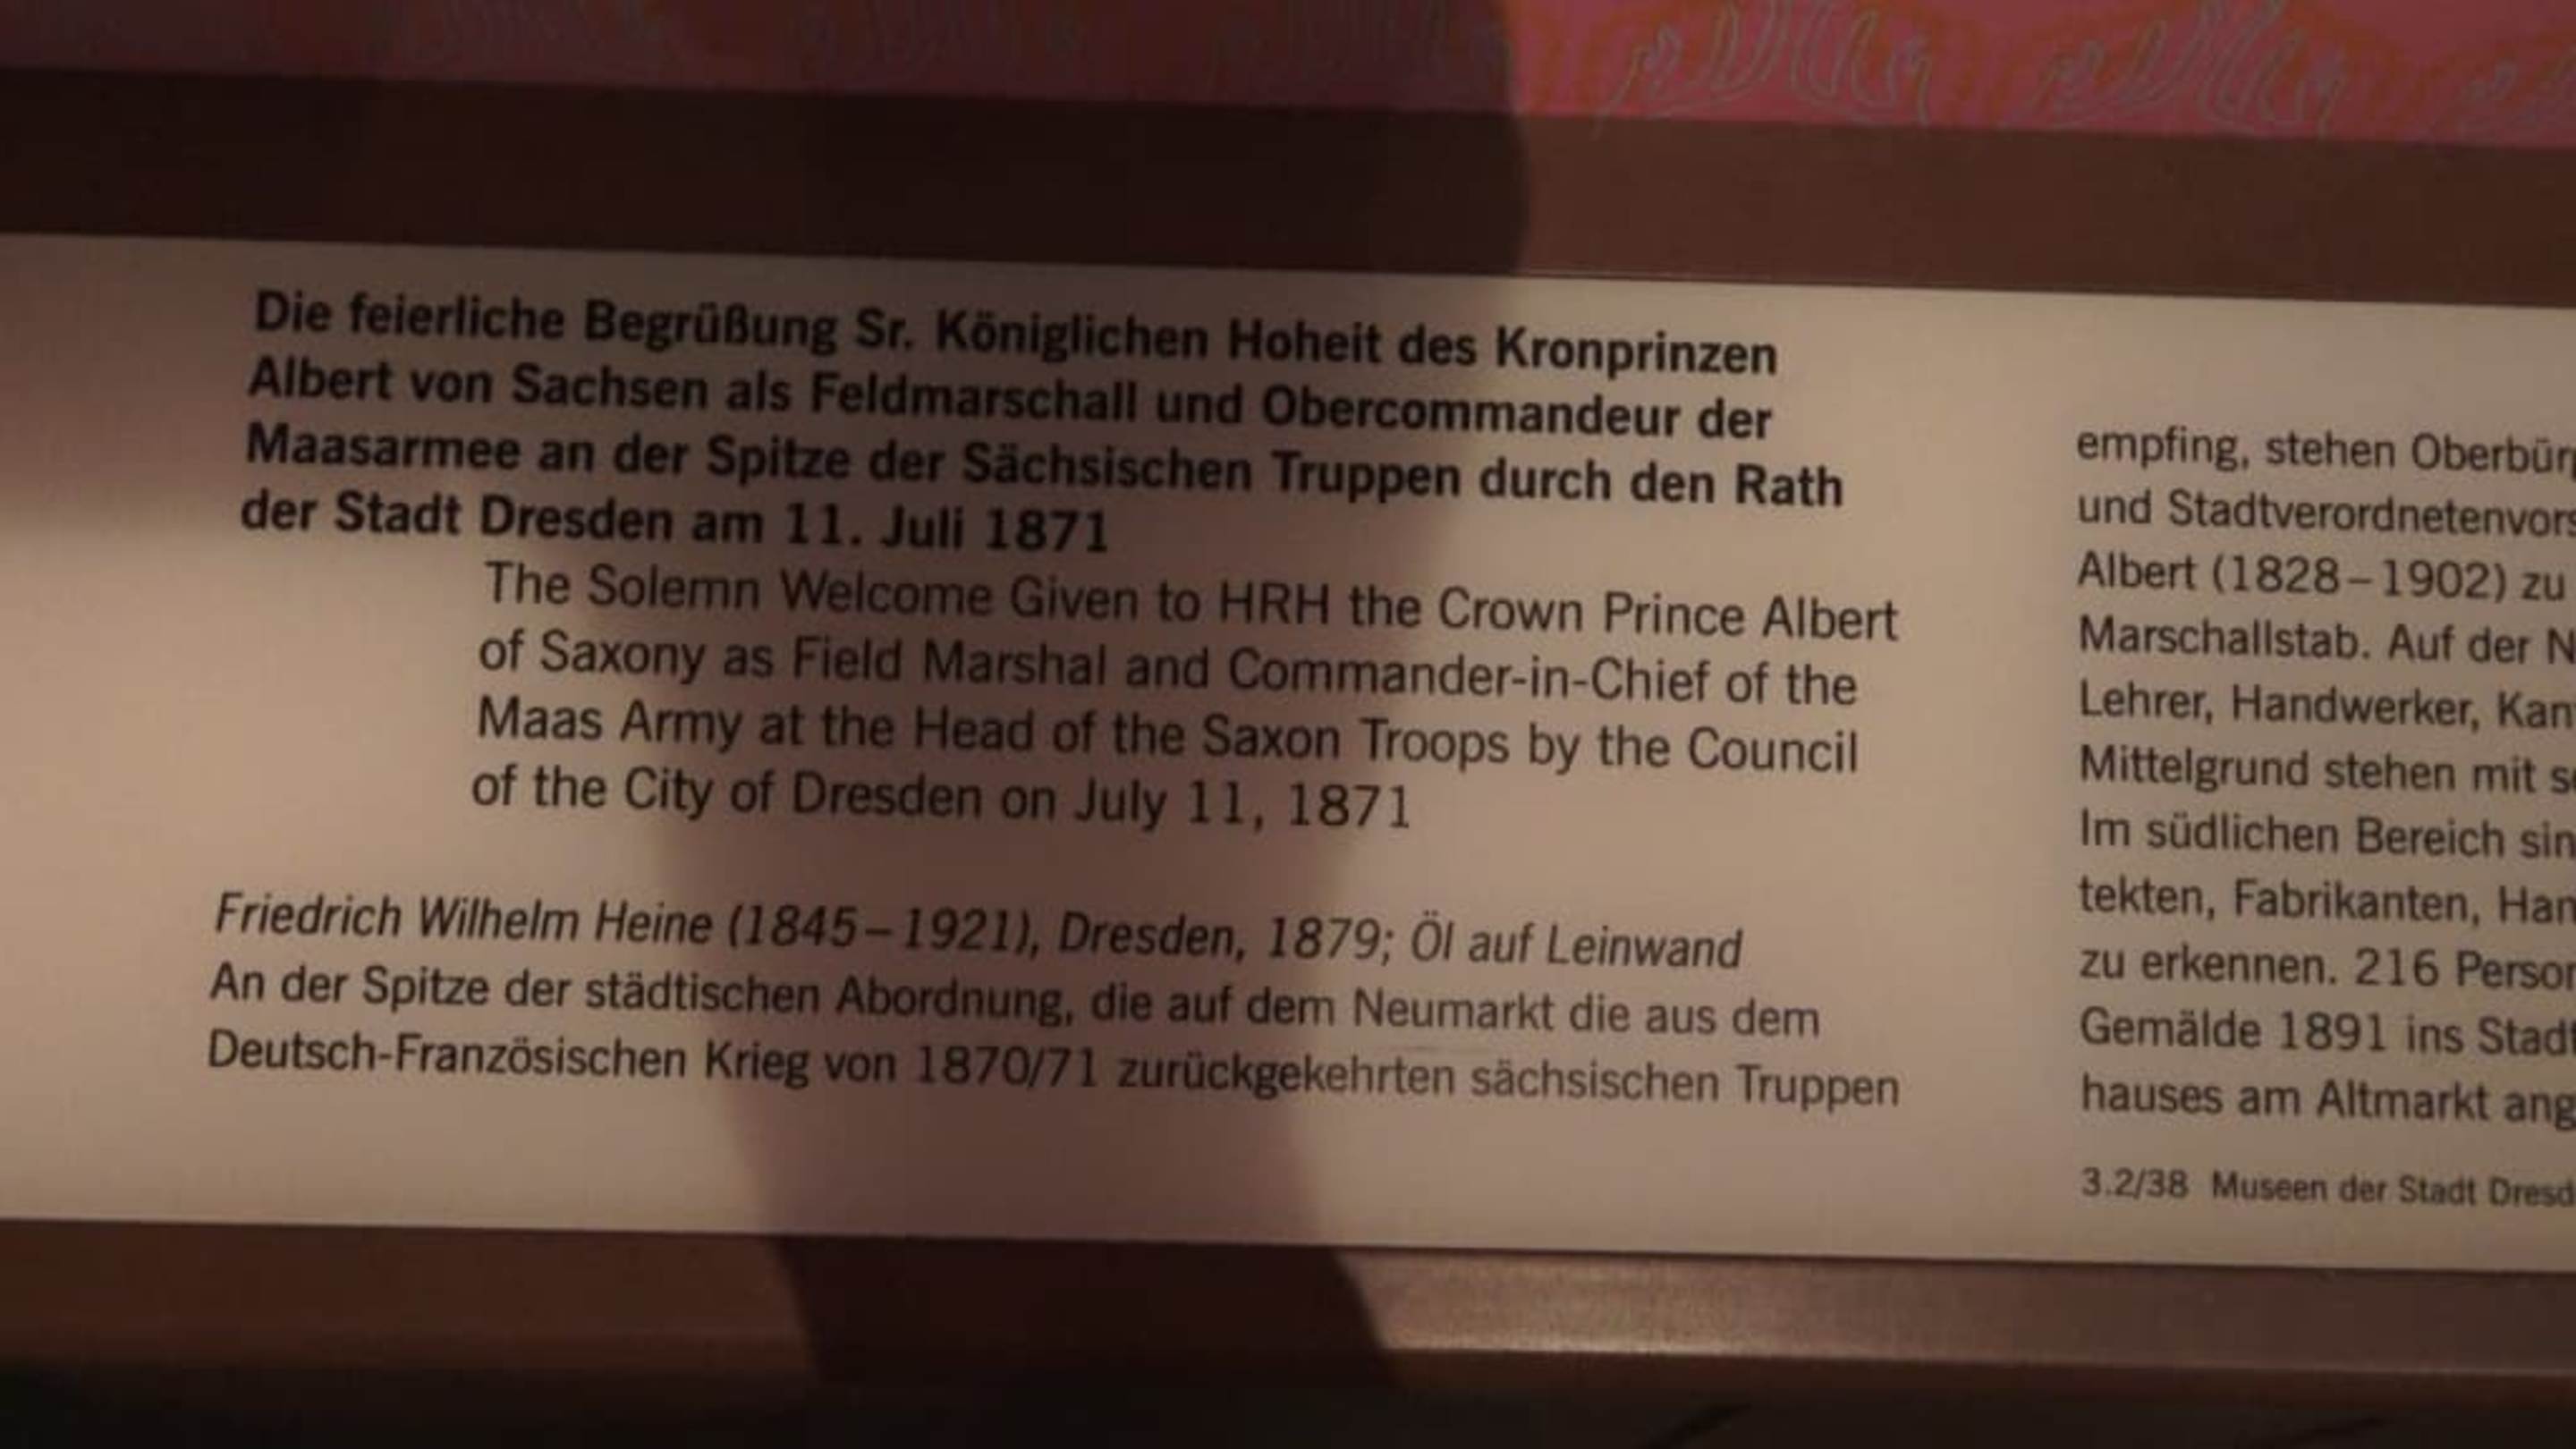 Die feierliche Begrüßung Sr. Königlichen Hoheit des Kronprinzen
Albert von Sachsen als Feldmarschall und Obercommandeur der
Maasarmee an der Spitze der Sächsischen Truppen durch den Rath
der Stadt Dresden am 11. Juli 1871
The Solemn Welcome Given to HRH the Crown Prince Albert
of Saxony as Field Marshal and Commander-in-Chief of the
Maas Army at the Head of the Saxon Troops by the Council
of the City of Dresden on July 11, 1871
Friedrich Wilhelm Heine (1845–1921), Dresden, 1879; Öl auf Leinwand
An der Spitze der städtischen Abordnung, die auf dem Neumarkt die aus dem
Deutsch-Französischen Krieg von 1870/71 zurückgekehrten sächsischen Truppen
empfing, stehen
und
Albert (1828–1902) zu
Marschallstab. Auf der
Lehrer, Handwerker,
Mittelgrund stehen mit
Im südlichen Bereich
tekten, Fabrikanten,
zu erkennen. 216
Gemälde 1891 ins
hauses am Altmarkt
3.2/38 Museen der Stadt